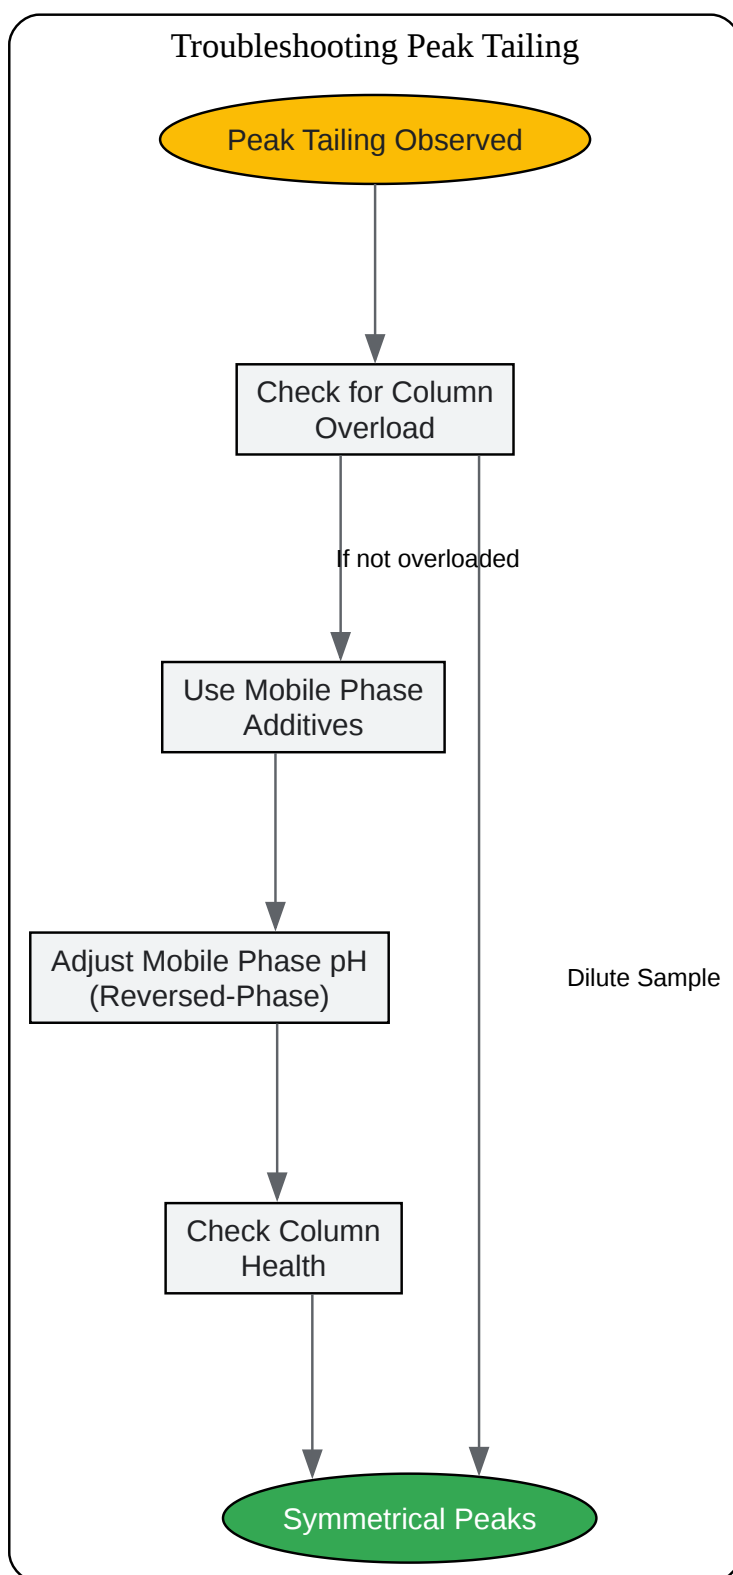 Troubleshooting Peak Tailing
Peak Tailing Observed
Check for Column
Overload
If not overloaded
Use Mobile Phase
Additives
Adjust Mobile Phase pH
(Reversed-Phase)
Dilute Sample
Check Column
Health
Symmetrical Peaks